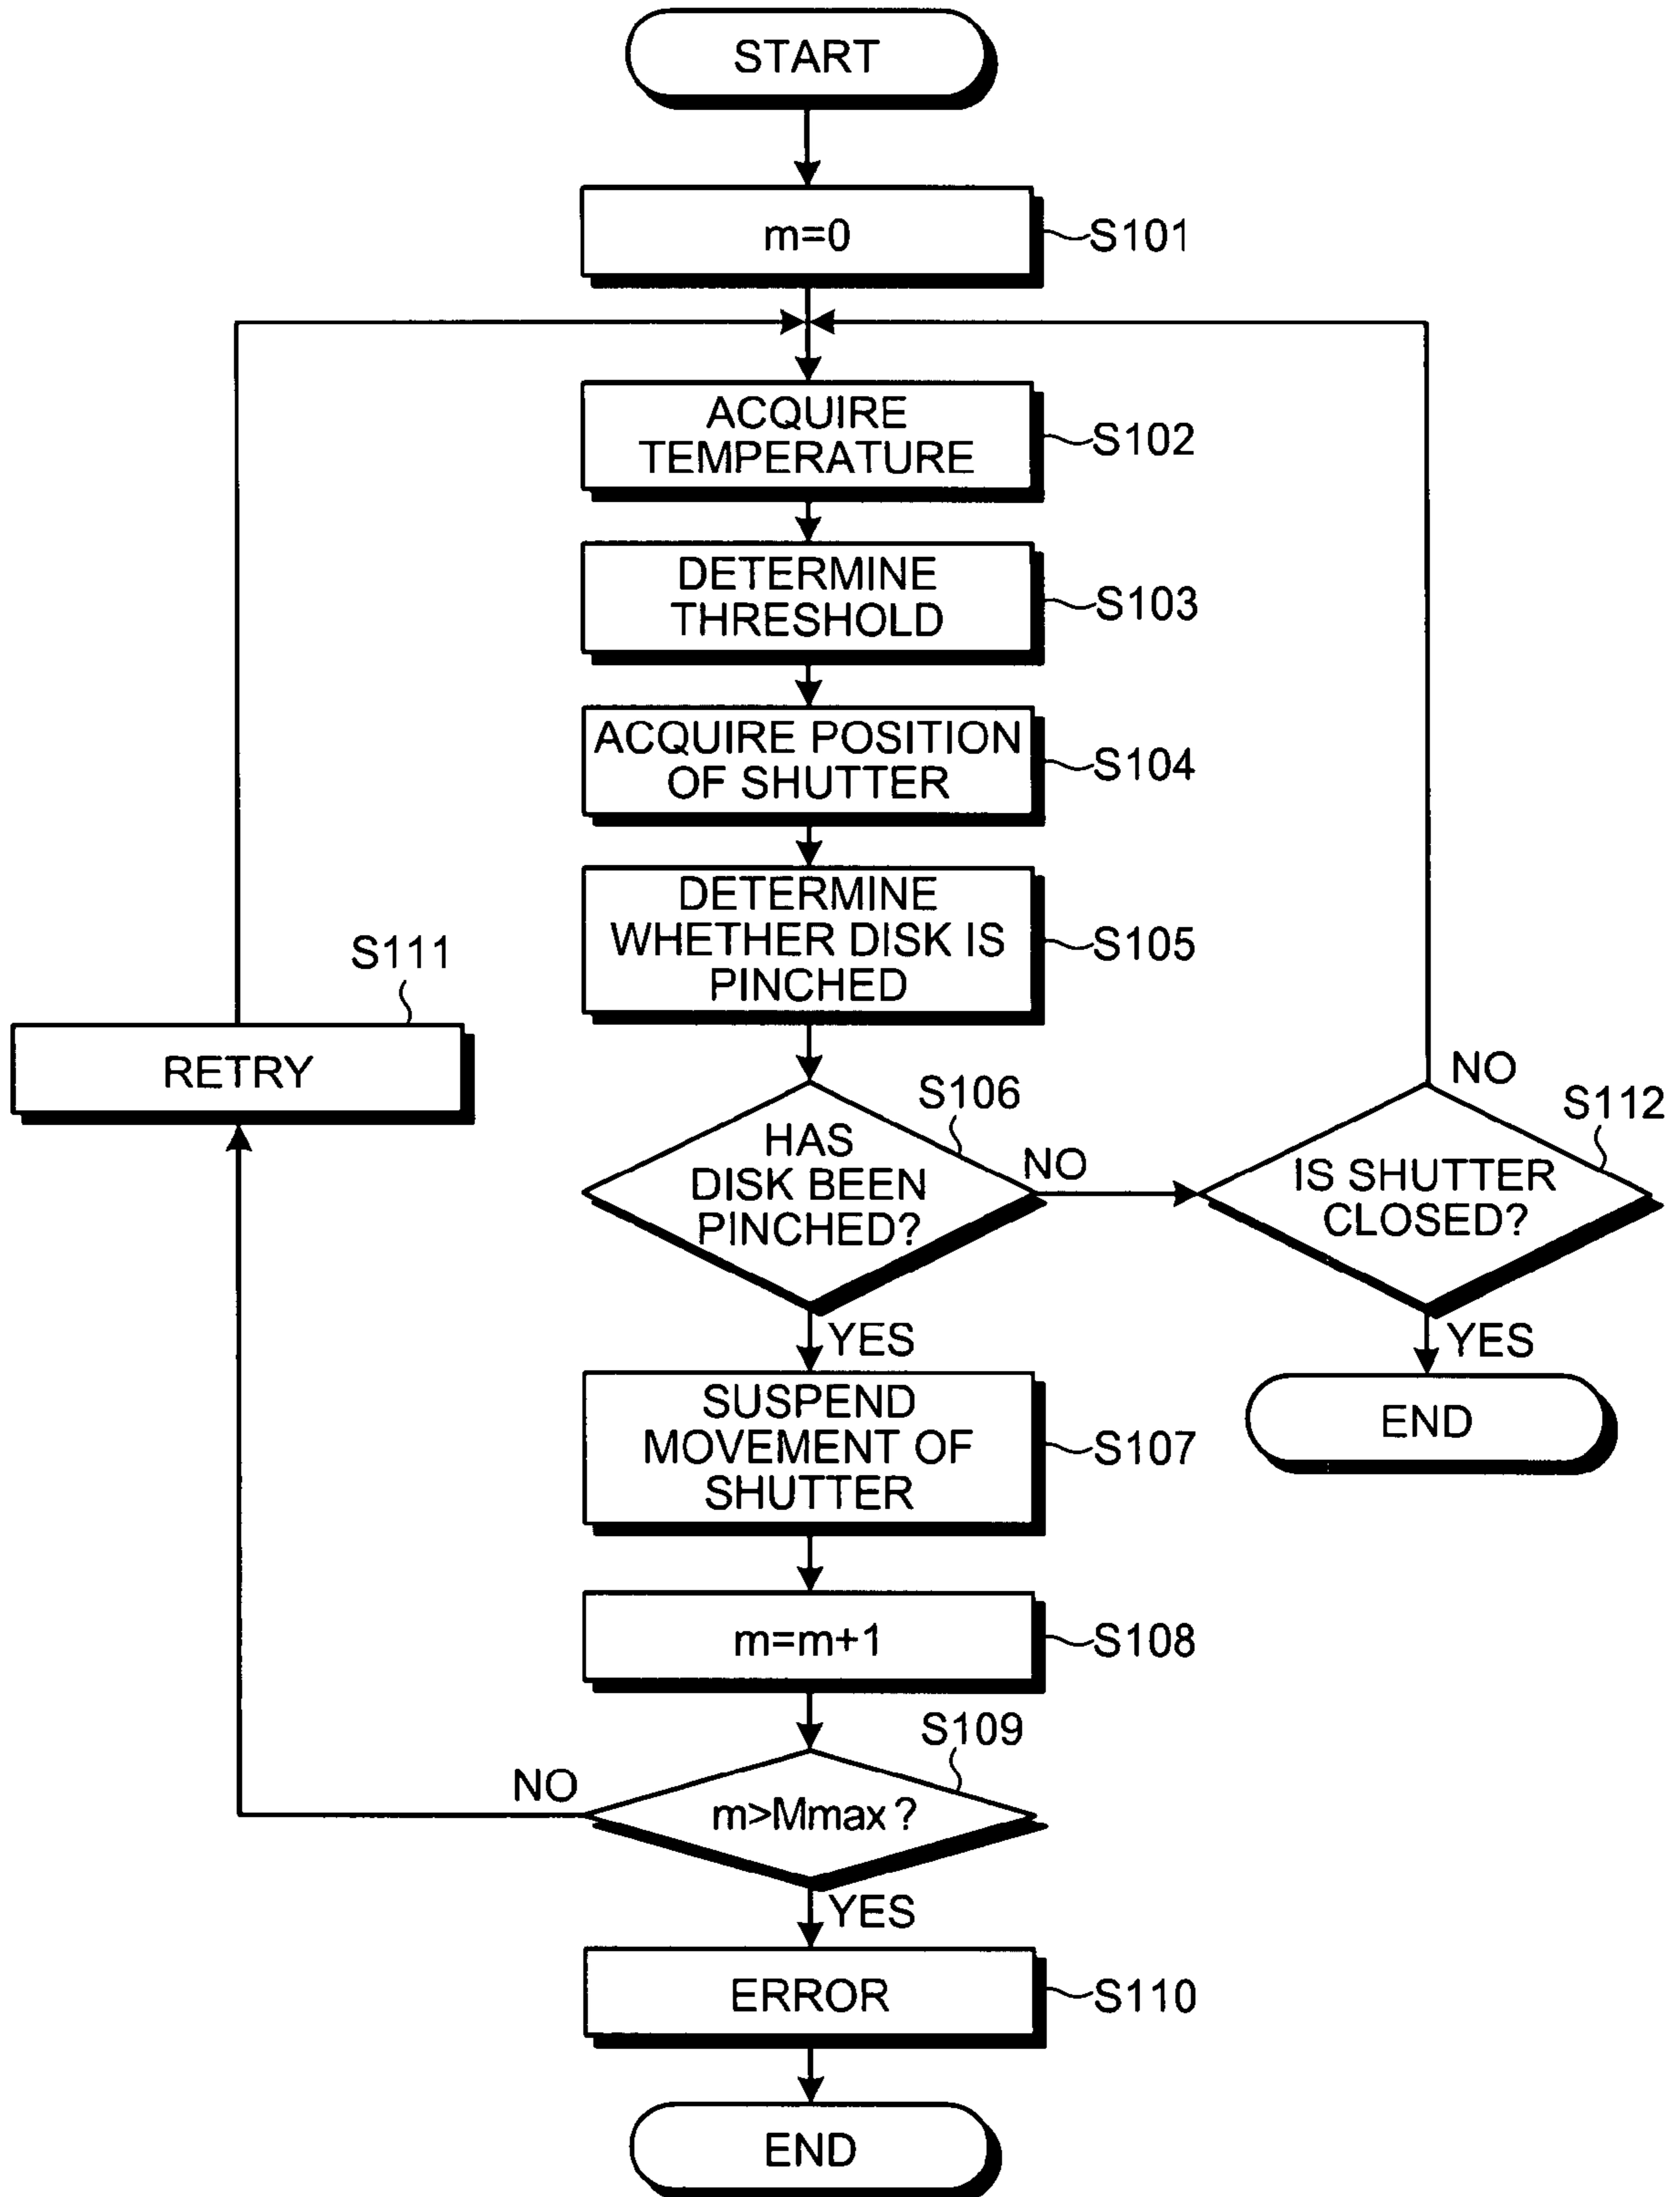 START
m=0
S101
ACQUIRE
TEMPERATURE
S102
DETERMINE
THRESHOLD
S103
ACQUIRE POSITION
OF SHUTTER
S104
DETERMINE
WHETHER DISK IS
PINCHED
S105
S111
RETRY
S106
HAS
DISK BEEN
PINCHED?
NO
NO
S112
IS SHUTTER
CLOSED?
YES
YES
END
SUSPEND
MOVEMENT OF
SHUTTER
S107
m=m+1
S108
S109
NO
m>Mmax?
YES
ERROR
S110
END